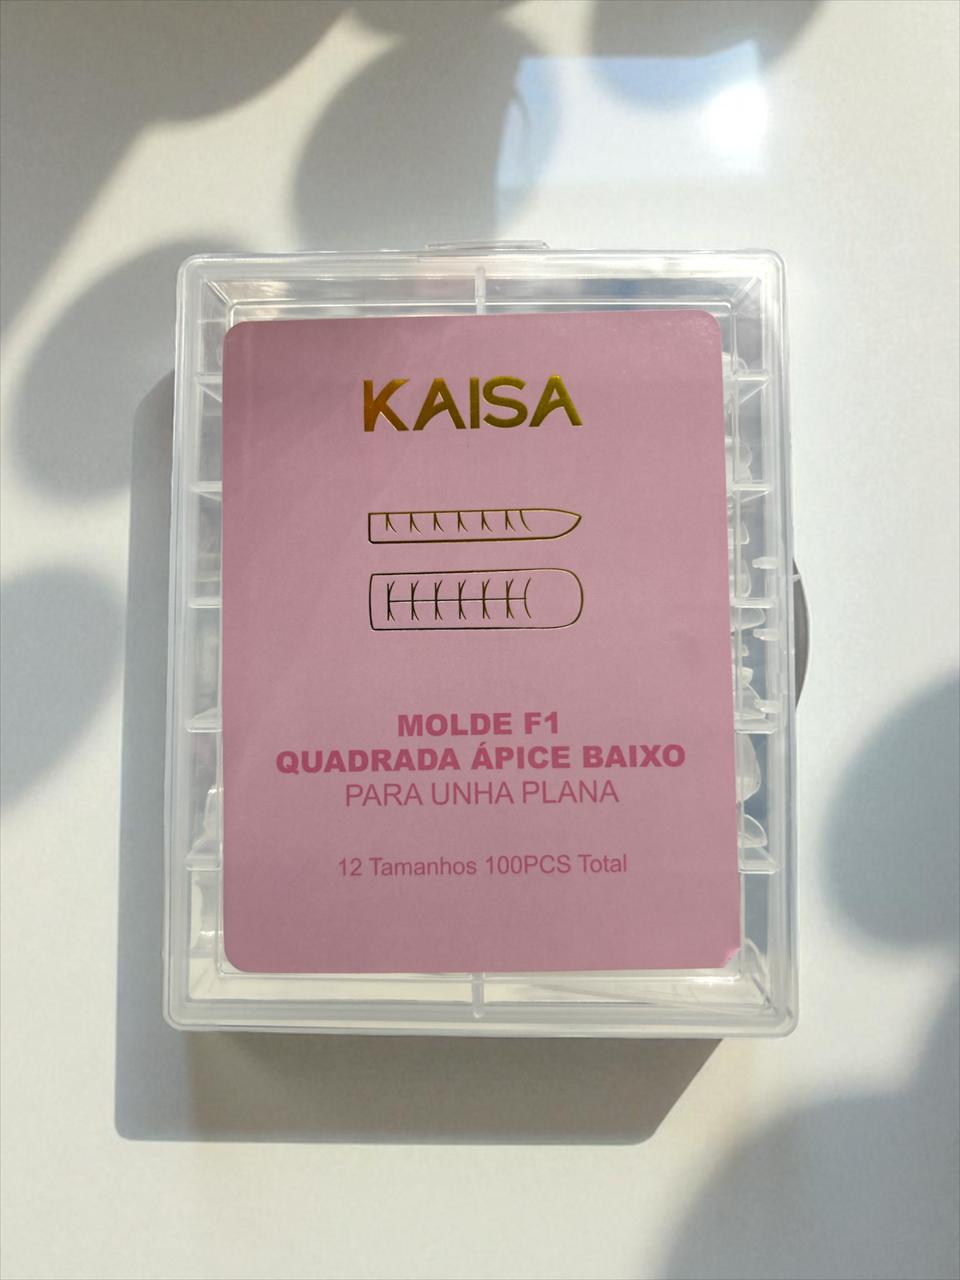 KAISA
MOLDE F1
QUADRADA ÁPICE BAIXO
PARA UNHA PLANA
12 Tamanhos 100PCS Total